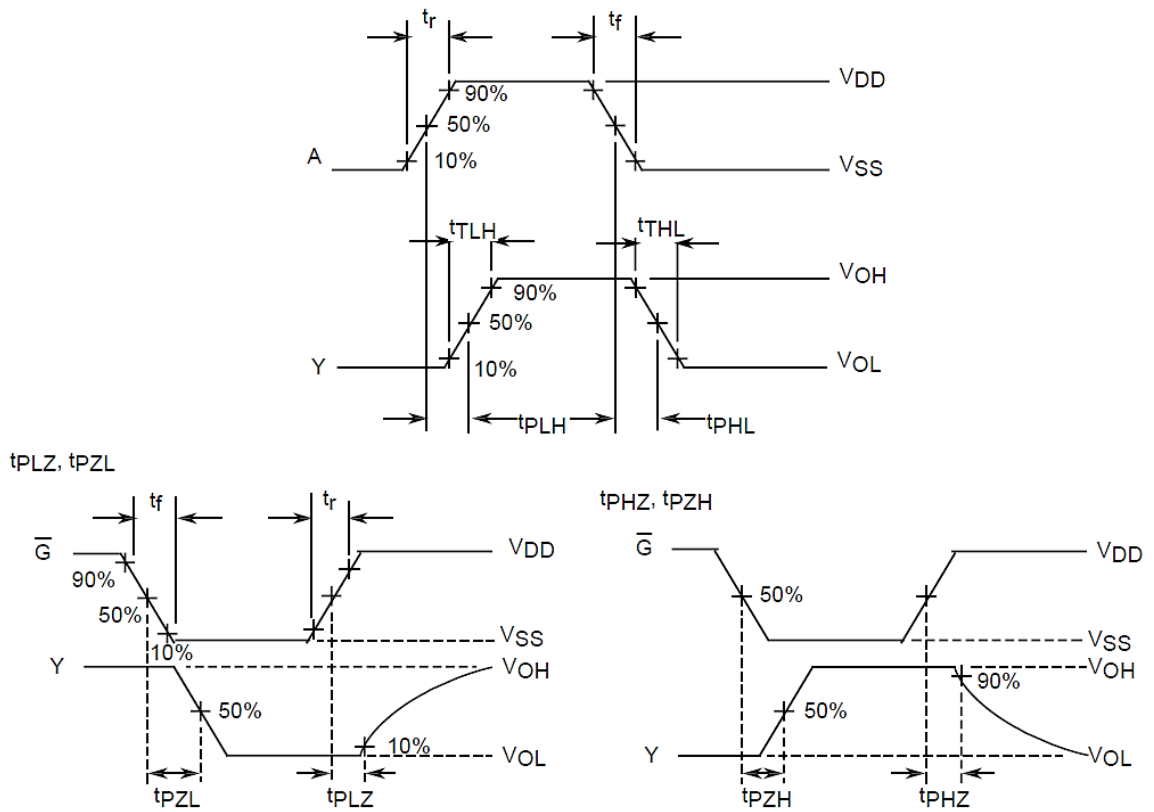 tr tf
VDD
90%
50%
A 10% VSS
tTLH tTHL
VOH
90%
50%
Y 10% VOL
tPLH tPHL
tPLZ, tPZL
tf tr
G̅ VDD
90%
50%
10% VSS
Y VOH
50%
10%
VOL
tPZL tPLZ
tPHZ, tPZH
G̅ VDD
50%
VSS
VOH
90%
50%
Y VOL
tPZH tPHZ